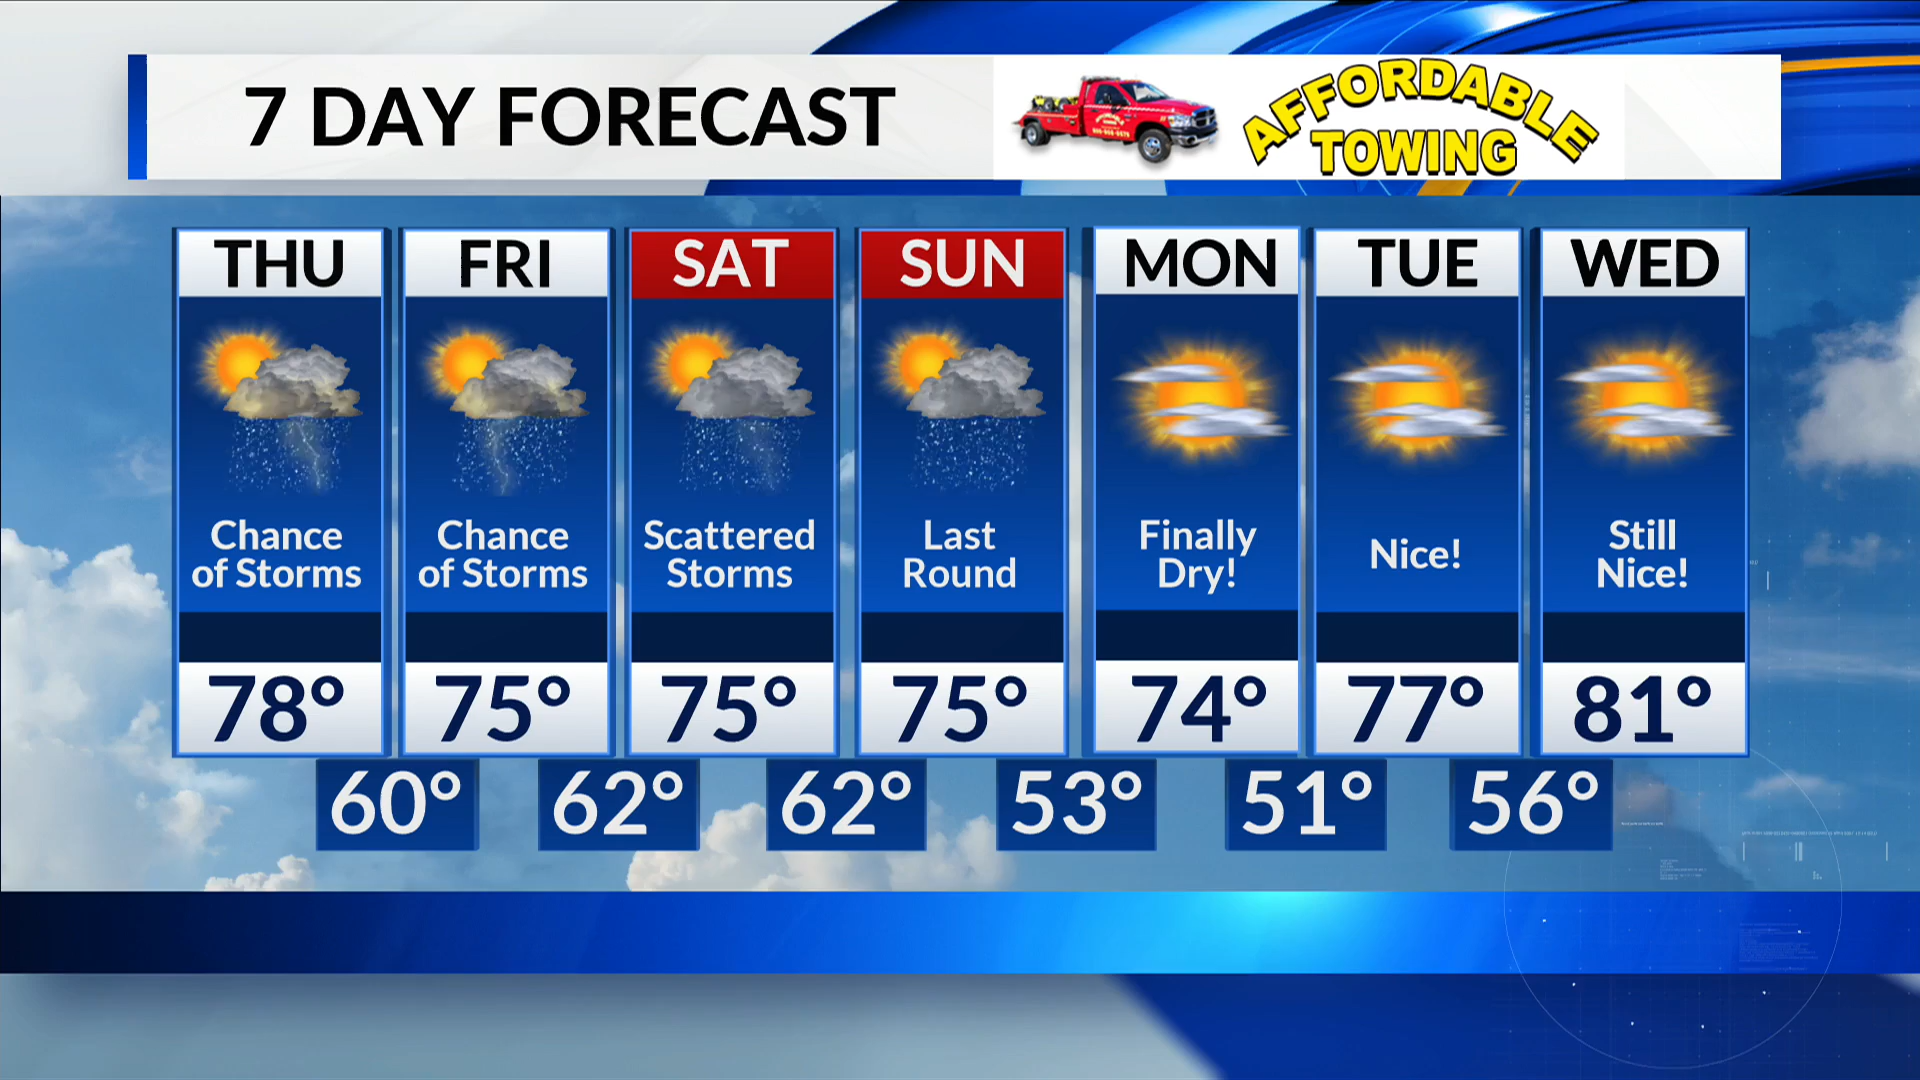 7 DAY FORECAST
AFFORDABLE
TOWING
THU
FRI
SAT
SUN
MON
TUE
WED
Chance
of Storms
Chance
of Storms
Scattered
Storms
Last
Round
Finally
Dry!
Nice!
Still
Nice!
78°
75°
75°
75°
74°
77°
81°
60°
62°
62°
53°
51°
56°